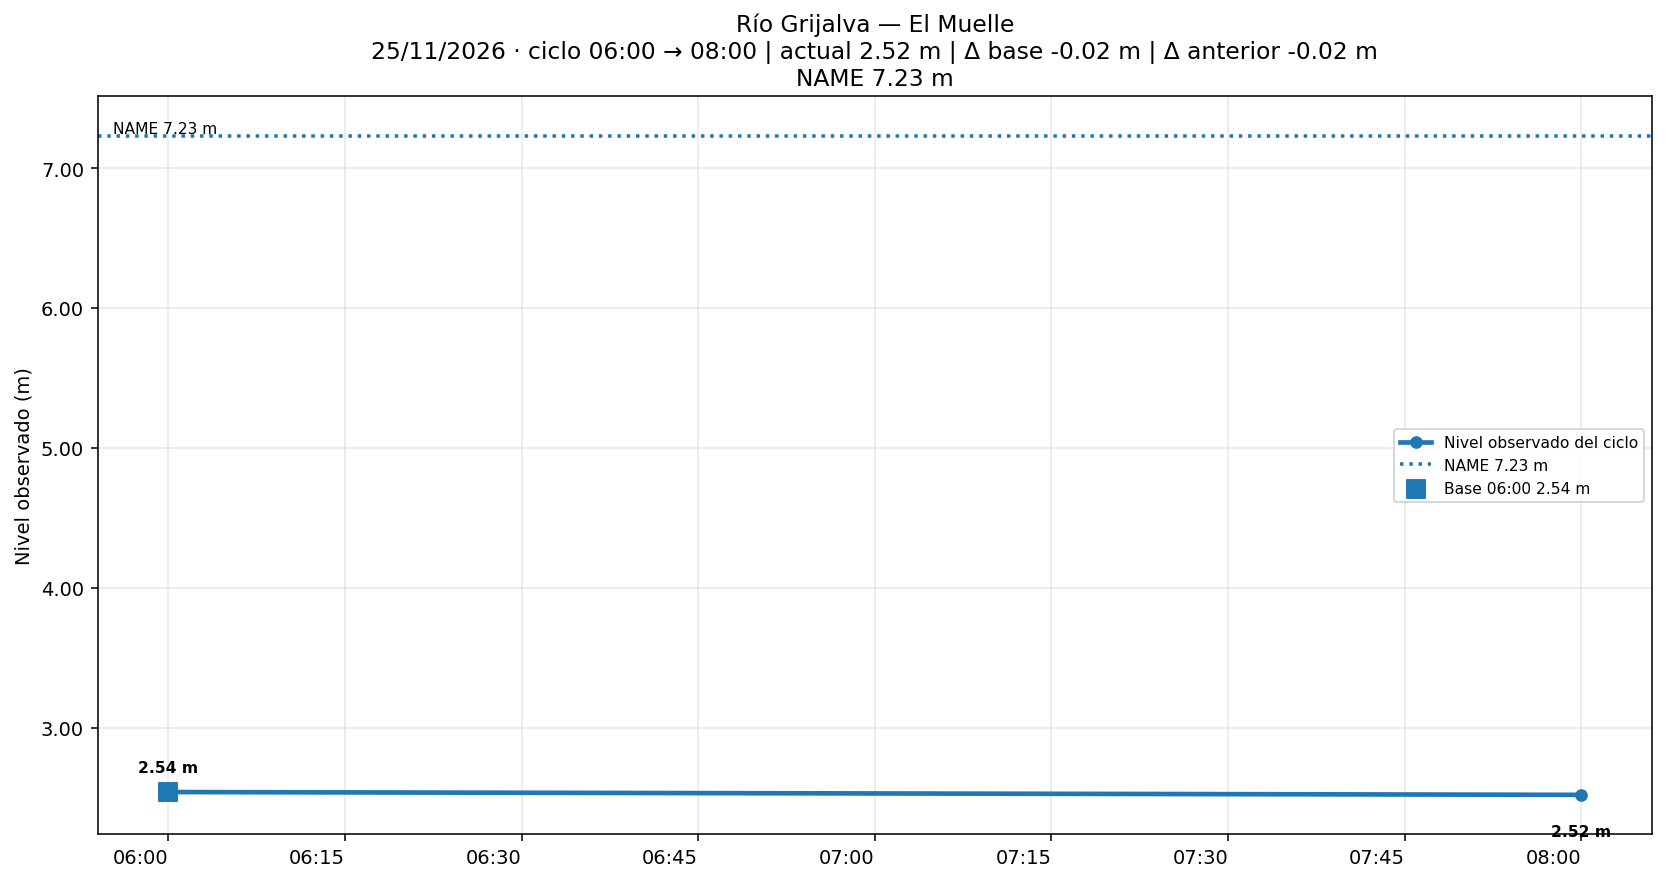 Río Grijalva — El Muelle
25/11/2026 · ciclo 06:00 → 08:00 | actual 2.52 m | Δ base -0.02 m | Δ anterior -0.02 m
NAME 7.23 m
NAME 7.23 m
7.00
6.00
5.00
4.00
3.00
Nivel observado (m)
Nivel observado del ciclo
NAME 7.23 m
Base 06:00 2.54 m
2.54 m
2.52 m
06:00 06:15 06:30 06:45 07:00 07:15 07:30 07:45 08:00